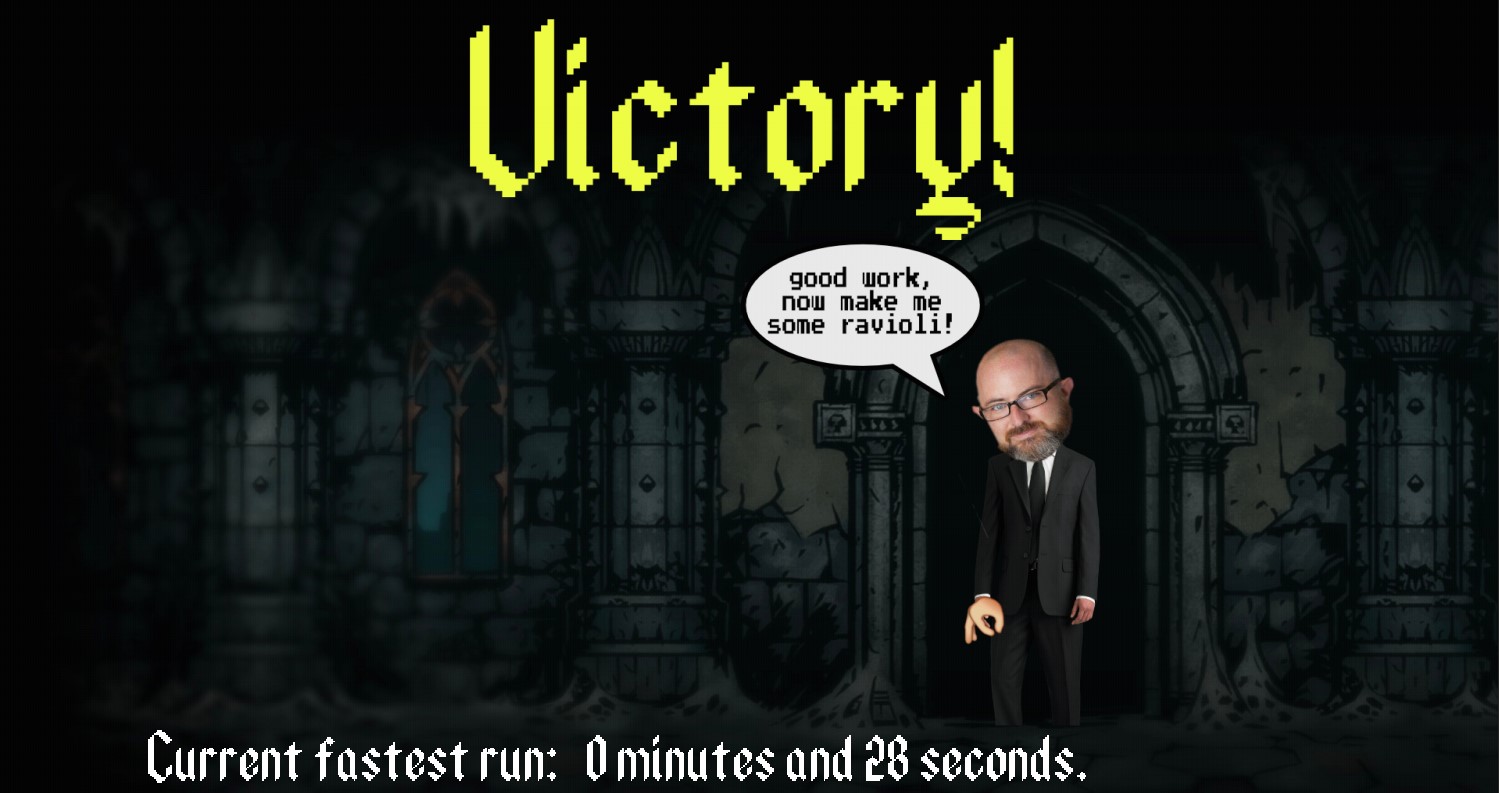 Victory!
good work,
now make me
some ravioli!
Current fastest run: 0 minutes and 28 seconds.